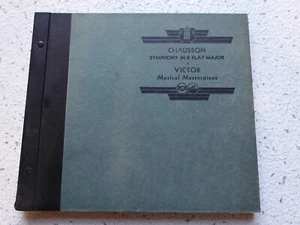 CHAUSSON
SYMPHONY IN B FLAT MAJOR
VICTOR
Musical Masterpiece